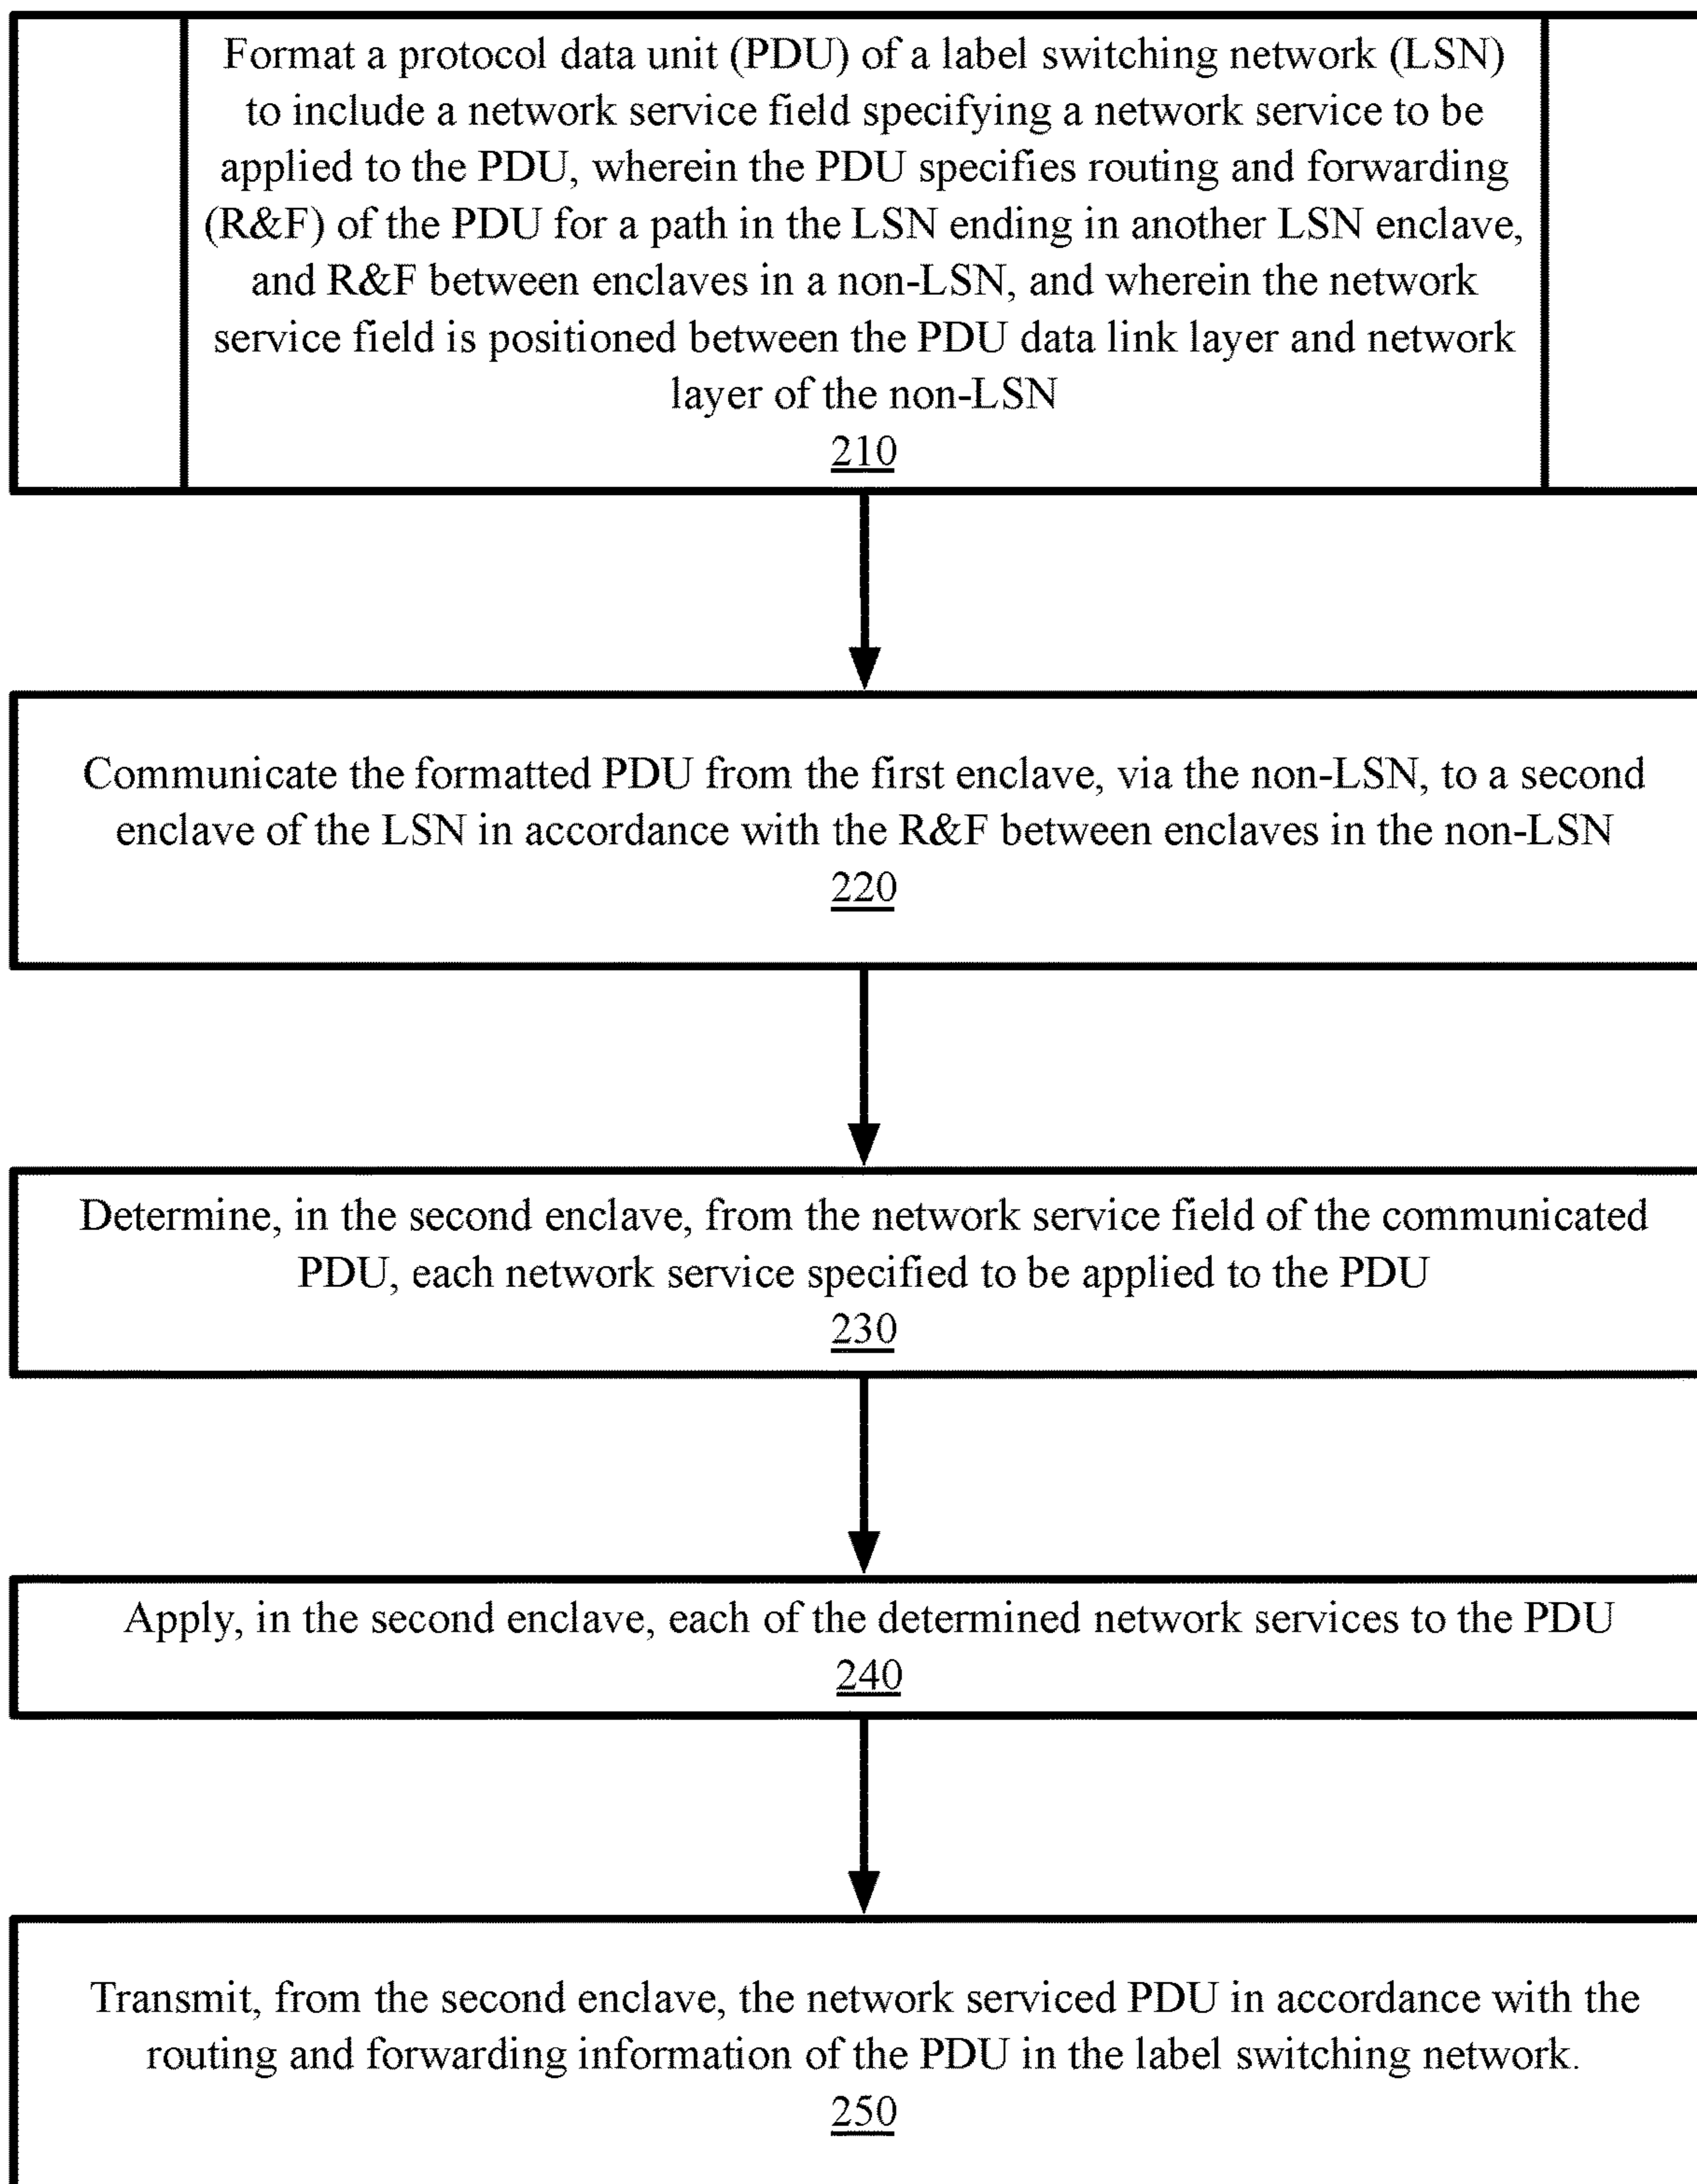 Format a protocol data unit (PDU) of a label switching network (LSN)
to include a network service field specifying a network service to be
applied to the PDU, wherein the PDU specifies routing and forwarding
(R&F) of the PDU for a path in the LSN ending in another LSN enclave,
and R&F between enclaves in a non-LSN, and wherein the network
service field is positioned between the PDU data link layer and network
layer of the non-LSN
210
Communicate the formatted PDU from the first enclave, via the non-LSN, to a second
enclave of the LSN in accordance with the R&F between enclaves in the non-LSN
220
Determine, in the second enclave, from the network service field of the communicated
PDU, each network service specified to be applied to the PDU
230
Apply, in the second enclave, each of the determined network services to the PDU
240
Transmit, from the second enclave, the network serviced PDU in accordance with the
routing and forwarding information of the PDU in the label switching network.
250